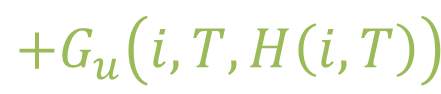 +G_u(i, T, H(i, T))